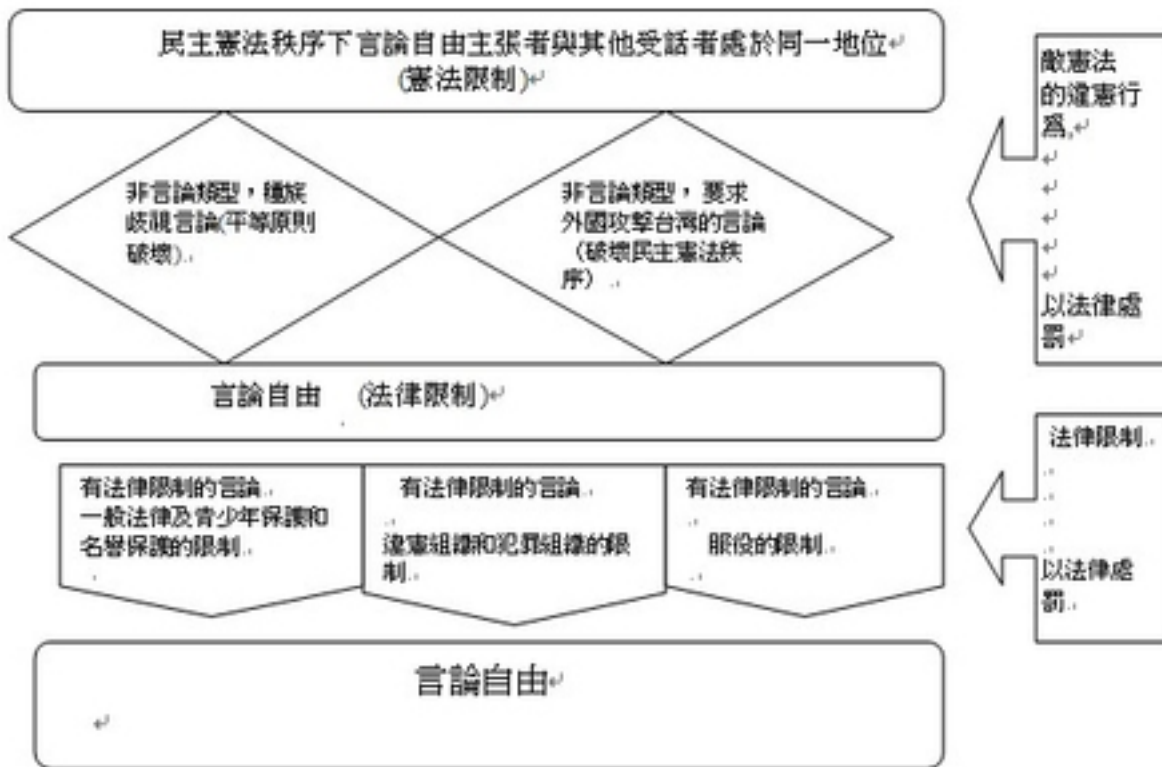 民主憲法秩序下言論自由主張者與其他受話者處於同一地位
(憲法限制)
敵憲法
的違憲行
為,
以法律處
罰
非言論類型，種族
歧視言論(平等原則
破壞)
非言論類型， 要求
外國攻擊台灣的言論
（破壞民主憲法秩
序）
言論自由 (法律限制)
法律限制
以法律處
罰
有法律限制的言論
一般法律及青少年保護和
名譽保護的限制
有法律限制的言論
違憲組織和犯罪組織的限
制
有法律限制的言論
服役的限制
言論自由